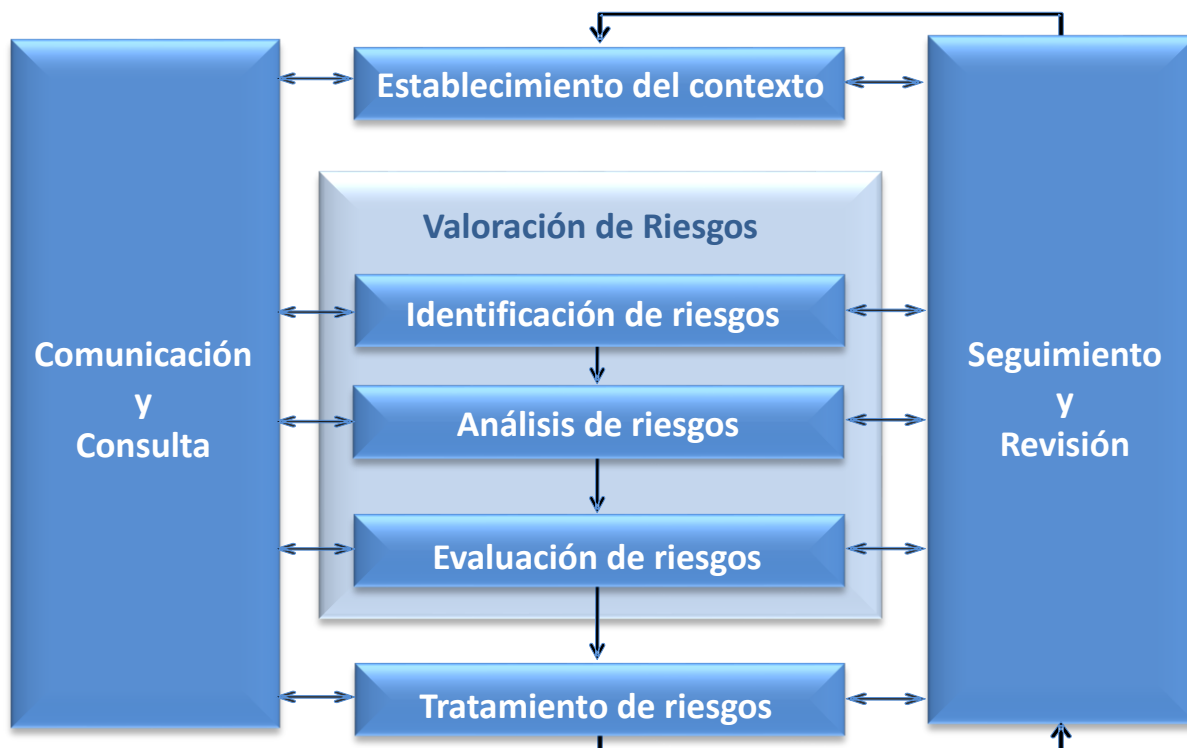 Establecimiento del contexto
Valoración de Riesgos
Identificación de riesgos
Análisis de riesgos
Evaluación de riesgos
Tratamiento de riesgos
Comunicación
y
Consulta
Seguimiento
y
Revisión